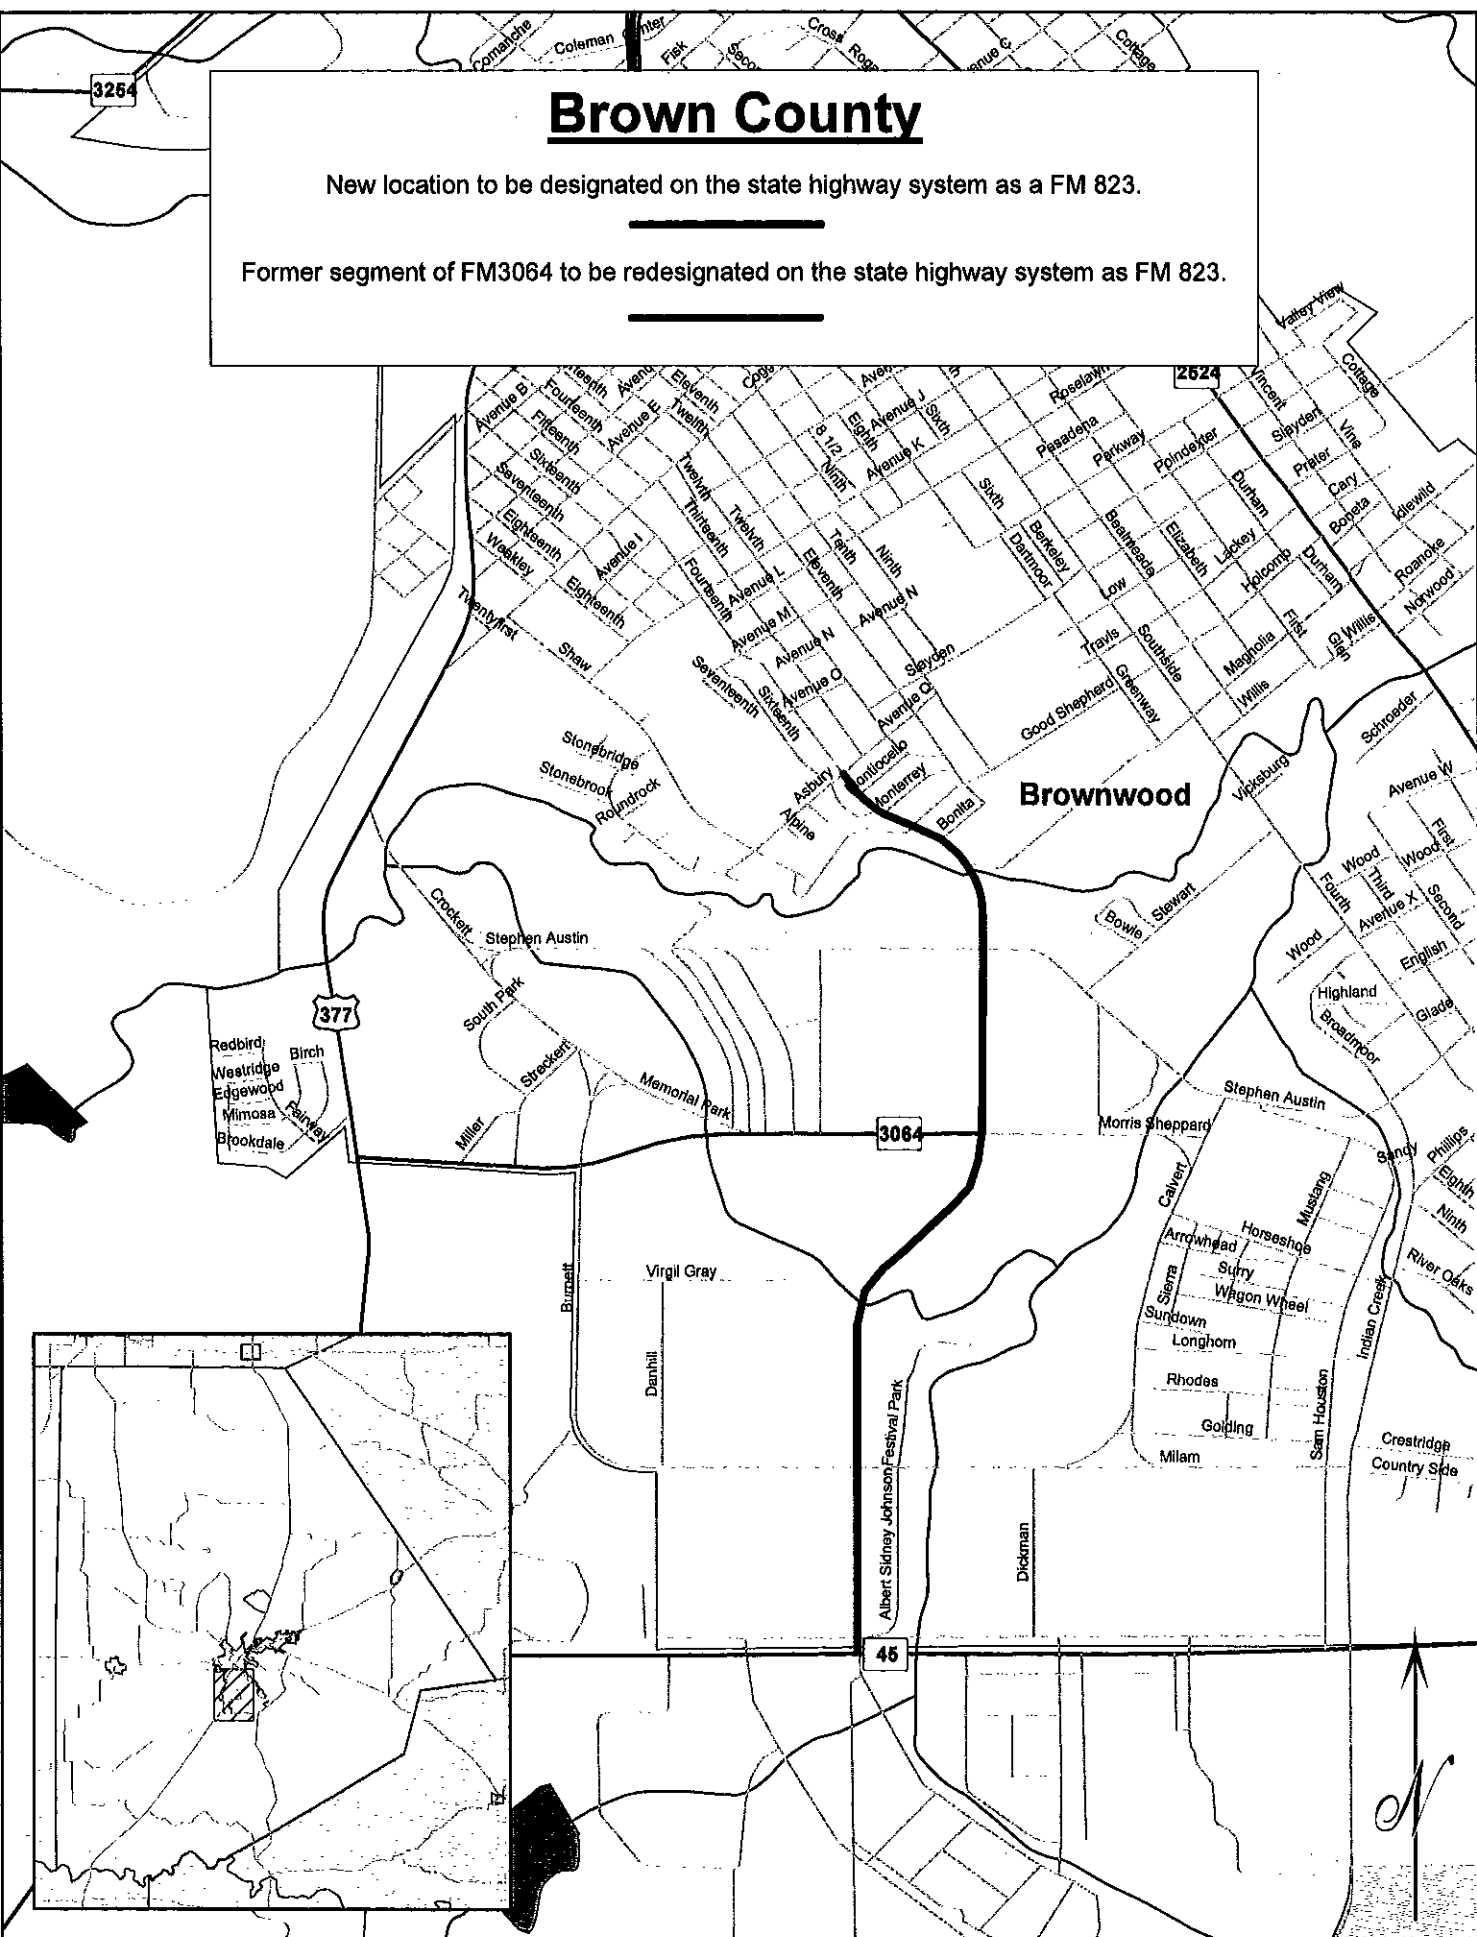 Comanche
Coleman
Fisk
Cross
Cottage
3254
Brown County
New location to be designated on the state highway system as a FM 823.
Former segment of FM3064 to be redesignated on the state highway system as FM 823.
Valley View
2524
Vincent
Cottage
Avenue B
Fourteenth
Eleventh
Twelfth
Avenue J
Sixth
Roselawn
Fifteenth
Avenue E
8 1/2
Eighth
Pasadena
Slayden
Vine
Sixteenth
Ninth
Avenue K
Parkway
Poindexter
Prater
Seventeenth
Twelvth
Sixth
Durham
Cary
Eighteenth
Thirteenth
Twelvth
Boneta
Idlewild
Weakley
Avenue I
Tenth
Ninth
Dartmoor
Berkeley
Bealmeade
Elizabeth
Lackey
Holcomb
Durham
Roanoke
Norwood
Eighteenth
Fourteenth
Avenue L
Eleventh
Avenue N
Low
Twentyfirst
Avenue M
First
Glen
Willis
Shaw
Avenue N
Slayden
Travis
Southside
Magnolia
Seventeenth
Sixteenth
Avenue O
Avenue O
Good Shepherd
Greenway
Willis
Schroeder
Stonebridge
Stonebrook
Roundrock
Asbury
Alpine
Monterrey
Bonita
Brownwood
Vicksburg
Avenue W
First
Wood
Wood
Third
Fourth
Avenue X
Second
Crockett
Stephen Austin
Bowie
Stewart
Wood
English
South Park
Highland
Glade
377
Broadmoor
Redbird
Birch
Westridge
Streckert
Edgewood
Memorial Park
Stephen Austin
Mimosa
Fairway
Miller
3064
Morris Sheppard
Brookdale
Sandy
Phillips
Calvert
Mustang
Eighth
Ninth
Arrowhead
Horseshoe
River Oaks
Burnett
Virgil Gray
Surry
Sierra
Wagon Wheel
Sundown
Indian Creek
Longhorn
Danhill
Rhodes
Albert Sidney Johnson
Festival Park
Golding
Sam Houston
Crestridge
Milam
Country Side
Dickman
45
N